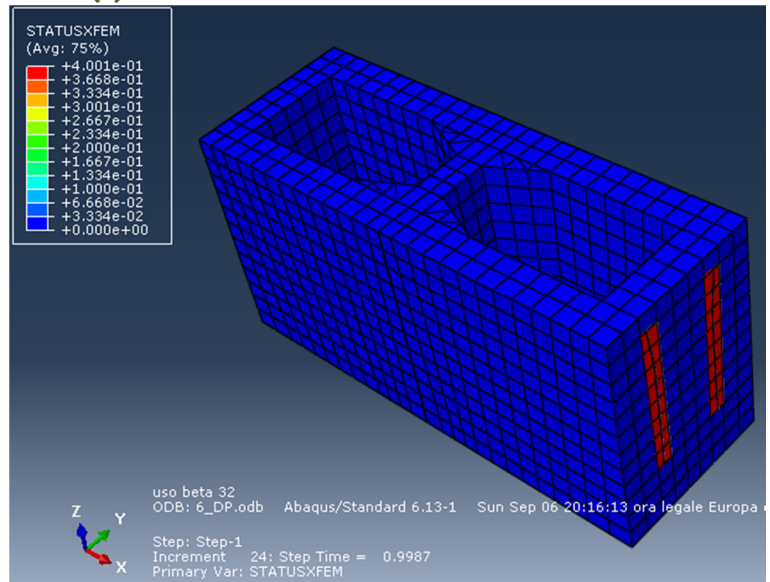 STATUSXFEM
(Avg: 75%)
+4.001e-01
+3.668e-01
+3.334e-01
+3.001e-01
+2.667e-01
+2.334e-01
+2.000e-01
+1.667e-01
+1.334e-01
+1.000e-01
+6.668e-02
+3.334e-02
+0.000e+00
uso beta 32
ODB: 6_DP.odb Abaqus/Standard 6.13-1 Sun Sep 06 20:16:13 ora legale Europa
Step: Step-1
Increment 24: Step Time = 0.9987
Primary Var: STATUSXFEM
Z
Y
X